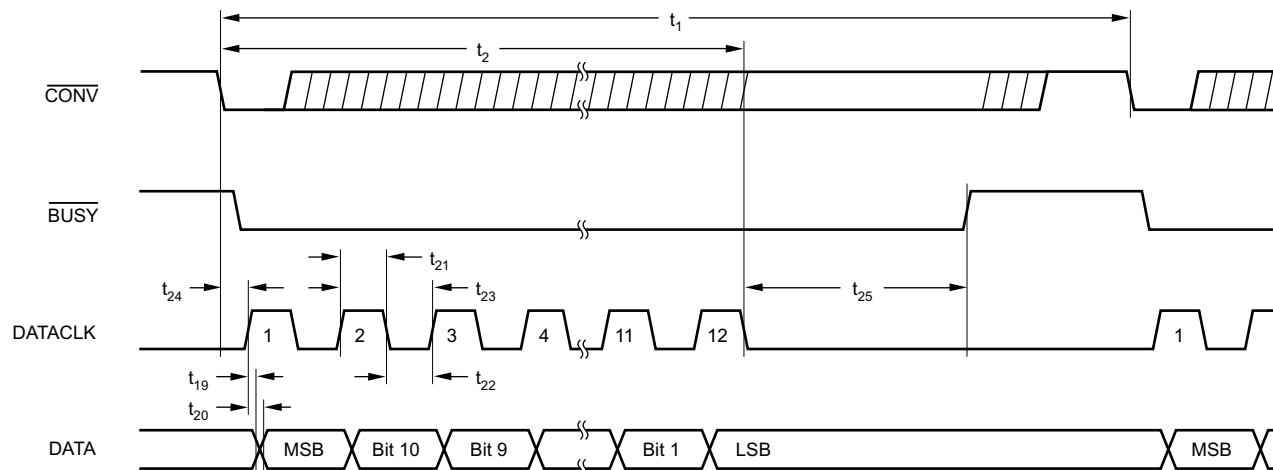 t1
t2
CONV
BUSY
t21
t24
t23
t25
DATACLK
1
2
3
4
11
12
1
t19
t22
t20
DATA
MSB
Bit 10
Bit 9
Bit 1
LSB
MSB